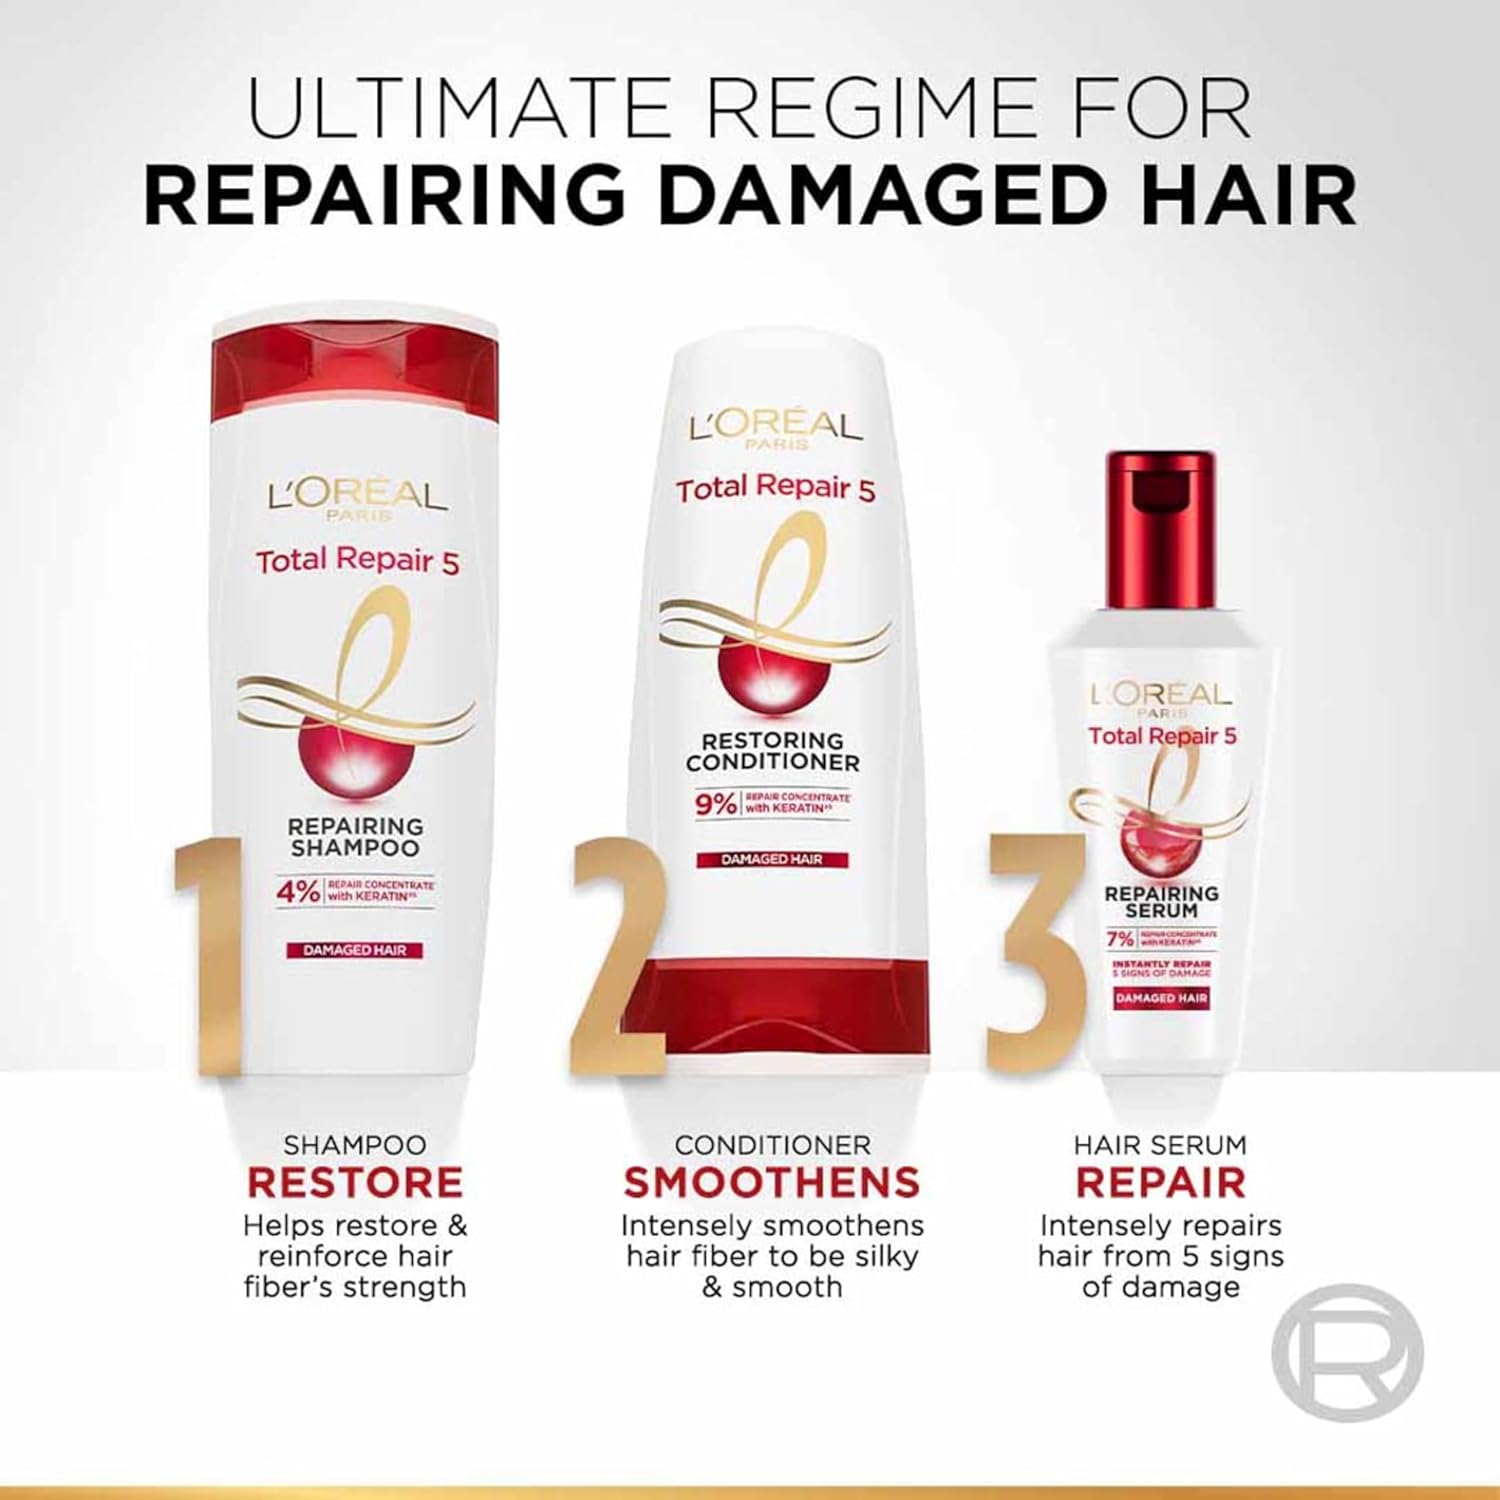 ULTIMATE REGIME FOR
REPAIRING DAMAGED HAIR
L'ORÉAL
PARIS
Total Repair 5
REPAIRING
SHAMPOO
4% REPAIR CONCENTRATE
with KERATIN
DAMAGED HAIR
1
SHAMPOO
RESTORE
Helps restore &
reinforce hair
fiber's strength
L'ORÉAL
PARIS
Total Repair 5
RESTORING
CONDITIONER
9% REPAIR CONCENTRATE
with KERATIN
DAMAGED HAIR
2
CONDITIONER
SMOOTHENS
Intensely smoothens
hair fiber to be silky
& smooth
L'ORÉAL
PARIS
Total Repair 5
REPAIRING
SERUM
7% REPAIR CONCENTRATE
with KERATIN
INSTANTLY REPAIR
5 SIGNS OF DAMAGE
DAMAGED HAIR
3
HAIR SERUM
REPAIR
Intensely repairs
hair from 5 signs
of damage
R